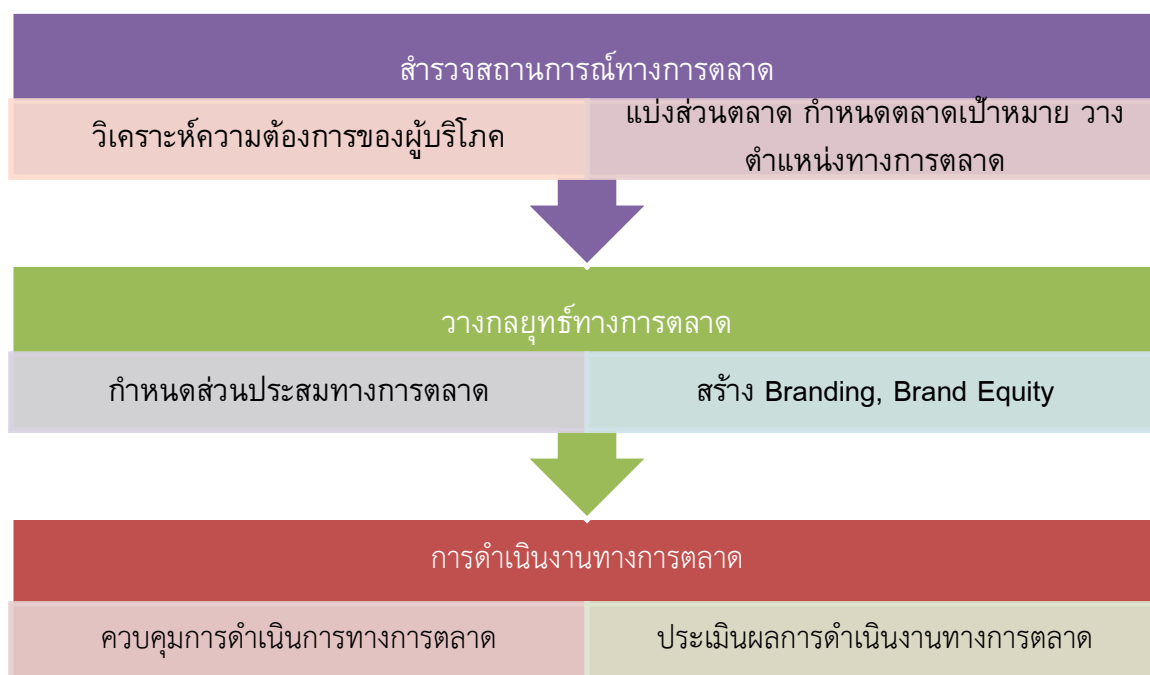 สำรวจสถานการณ์ทางการตลาด
วิเคราะห์ความต้องการของผู้บริโภค
แบ่งส่วนตลาด กำหนดตลาดเป้าหมาย วาง
ตำแหน่งทางการตลาด
วางกลยุทธ์ทางการตลาด
กำหนดส่วนประสมทางการตลาด
สร้าง Branding, Brand Equity
การดำเนินงานทางการตลาด
ควบคุมการดำเนินการทางการตลาด
ประเมินผลการดำเนินงานทางการตลาด